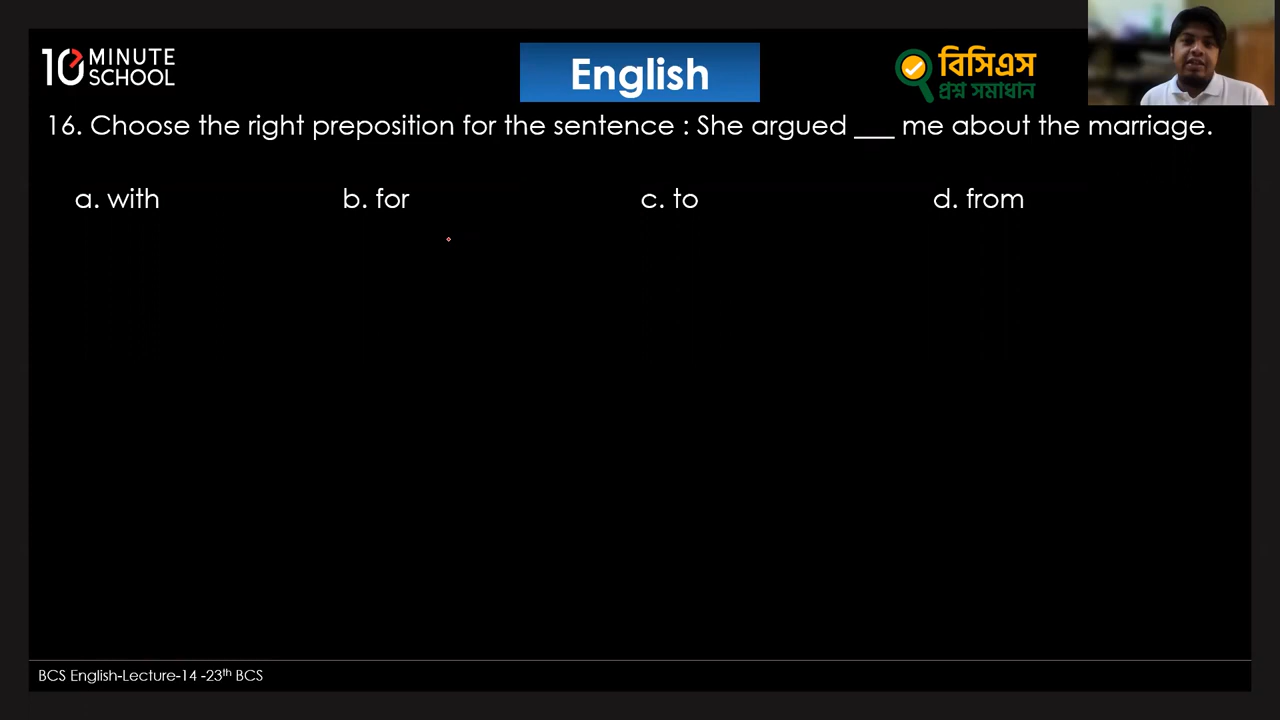 10 MINUTE SCHOOL
English
বিসিএস
প্রশ্ন সমাধান
16. Choose the right preposition for the sentence : She argued ___ me about the marriage.
a. with b. for c. to d. from
BCS English-Lecture-14 -23th BCS